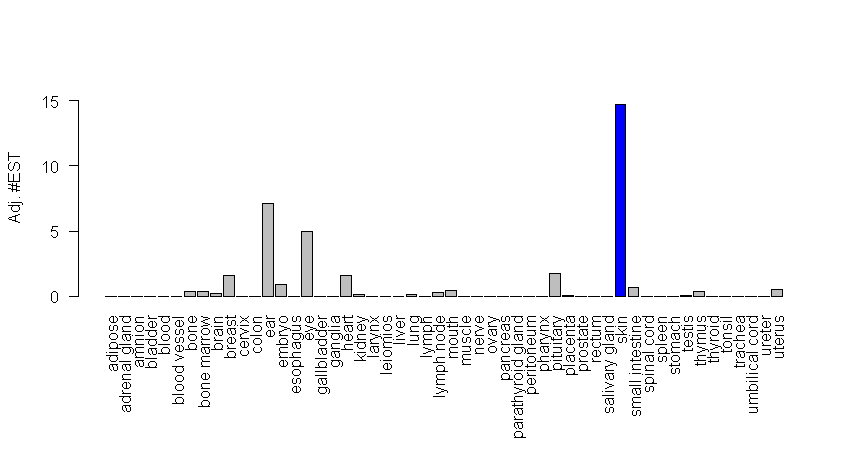 Adj. #EST
15
10
5
0
adipose
adrenal gland
amnion
bladder
blood
blood vessel
bone
bone marrow
brain
breast
cervix
colon
ear
embryo
esophagus
eye
gallbladder
ganglia
heart
kidney
larynx
leiomios
liver
lung
lymph
lymph node
mouth
muscle
nerve
ovary
pancreas
parathyroid gland
peritoneum
pharynx
pituitary
placenta
prostate
rectum
salivary gland
skin
small intestine
spinal cord
spleen
stomach
testis
thymus
thyroid
tonsil
trachea
umbilical cord
ureter
uterus